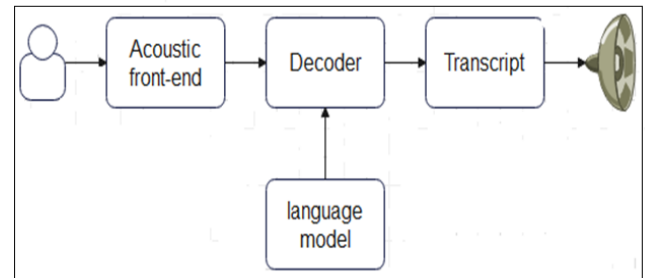 Acoustic
front-end
Decoder
Transcript
language
model